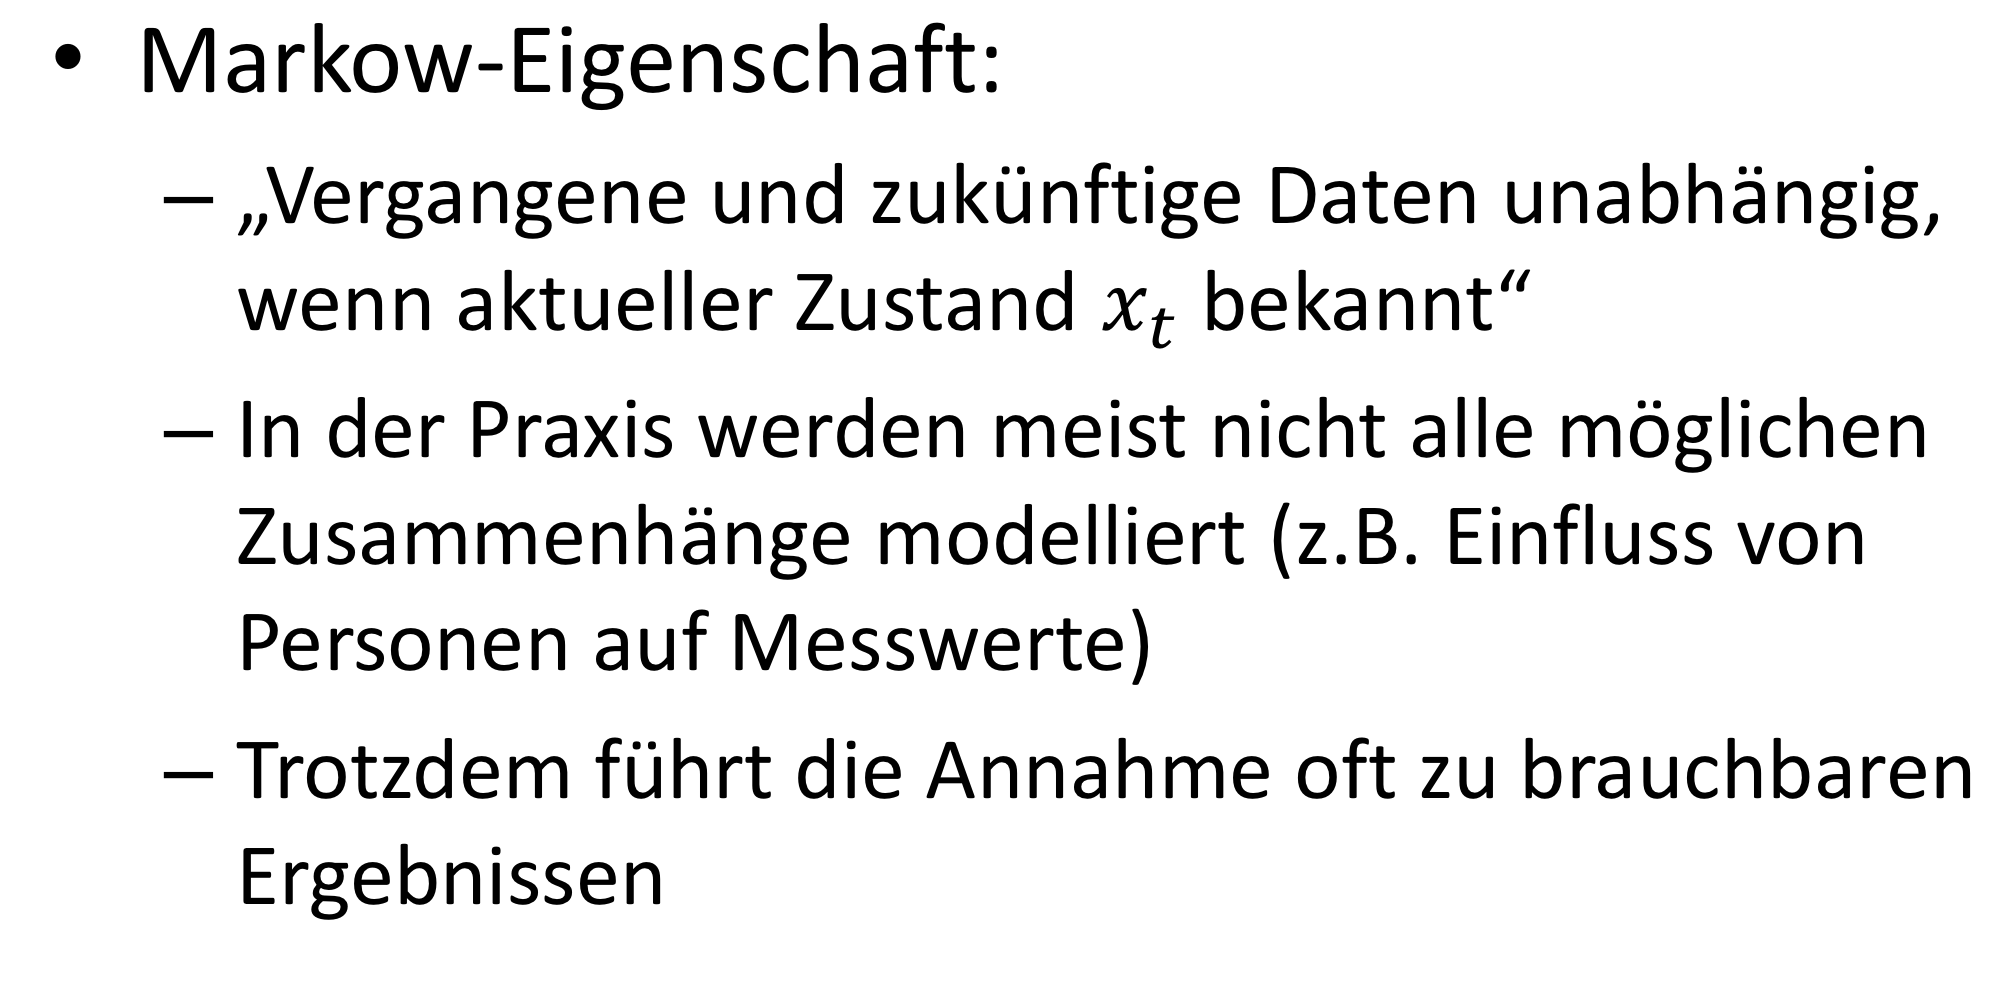 • Markow-Eigenschaft:
– „Vergangene und zukünftige Daten unabhängig,
wenn aktueller Zustand $x_t$ bekannt“
– In der Praxis werden meist nicht alle möglichen
Zusammenhänge modelliert (z.B. Einfluss von
Personen auf Messwerte)
– Trotzdem führt die Annahme oft zu brauchbaren
Ergebnissen